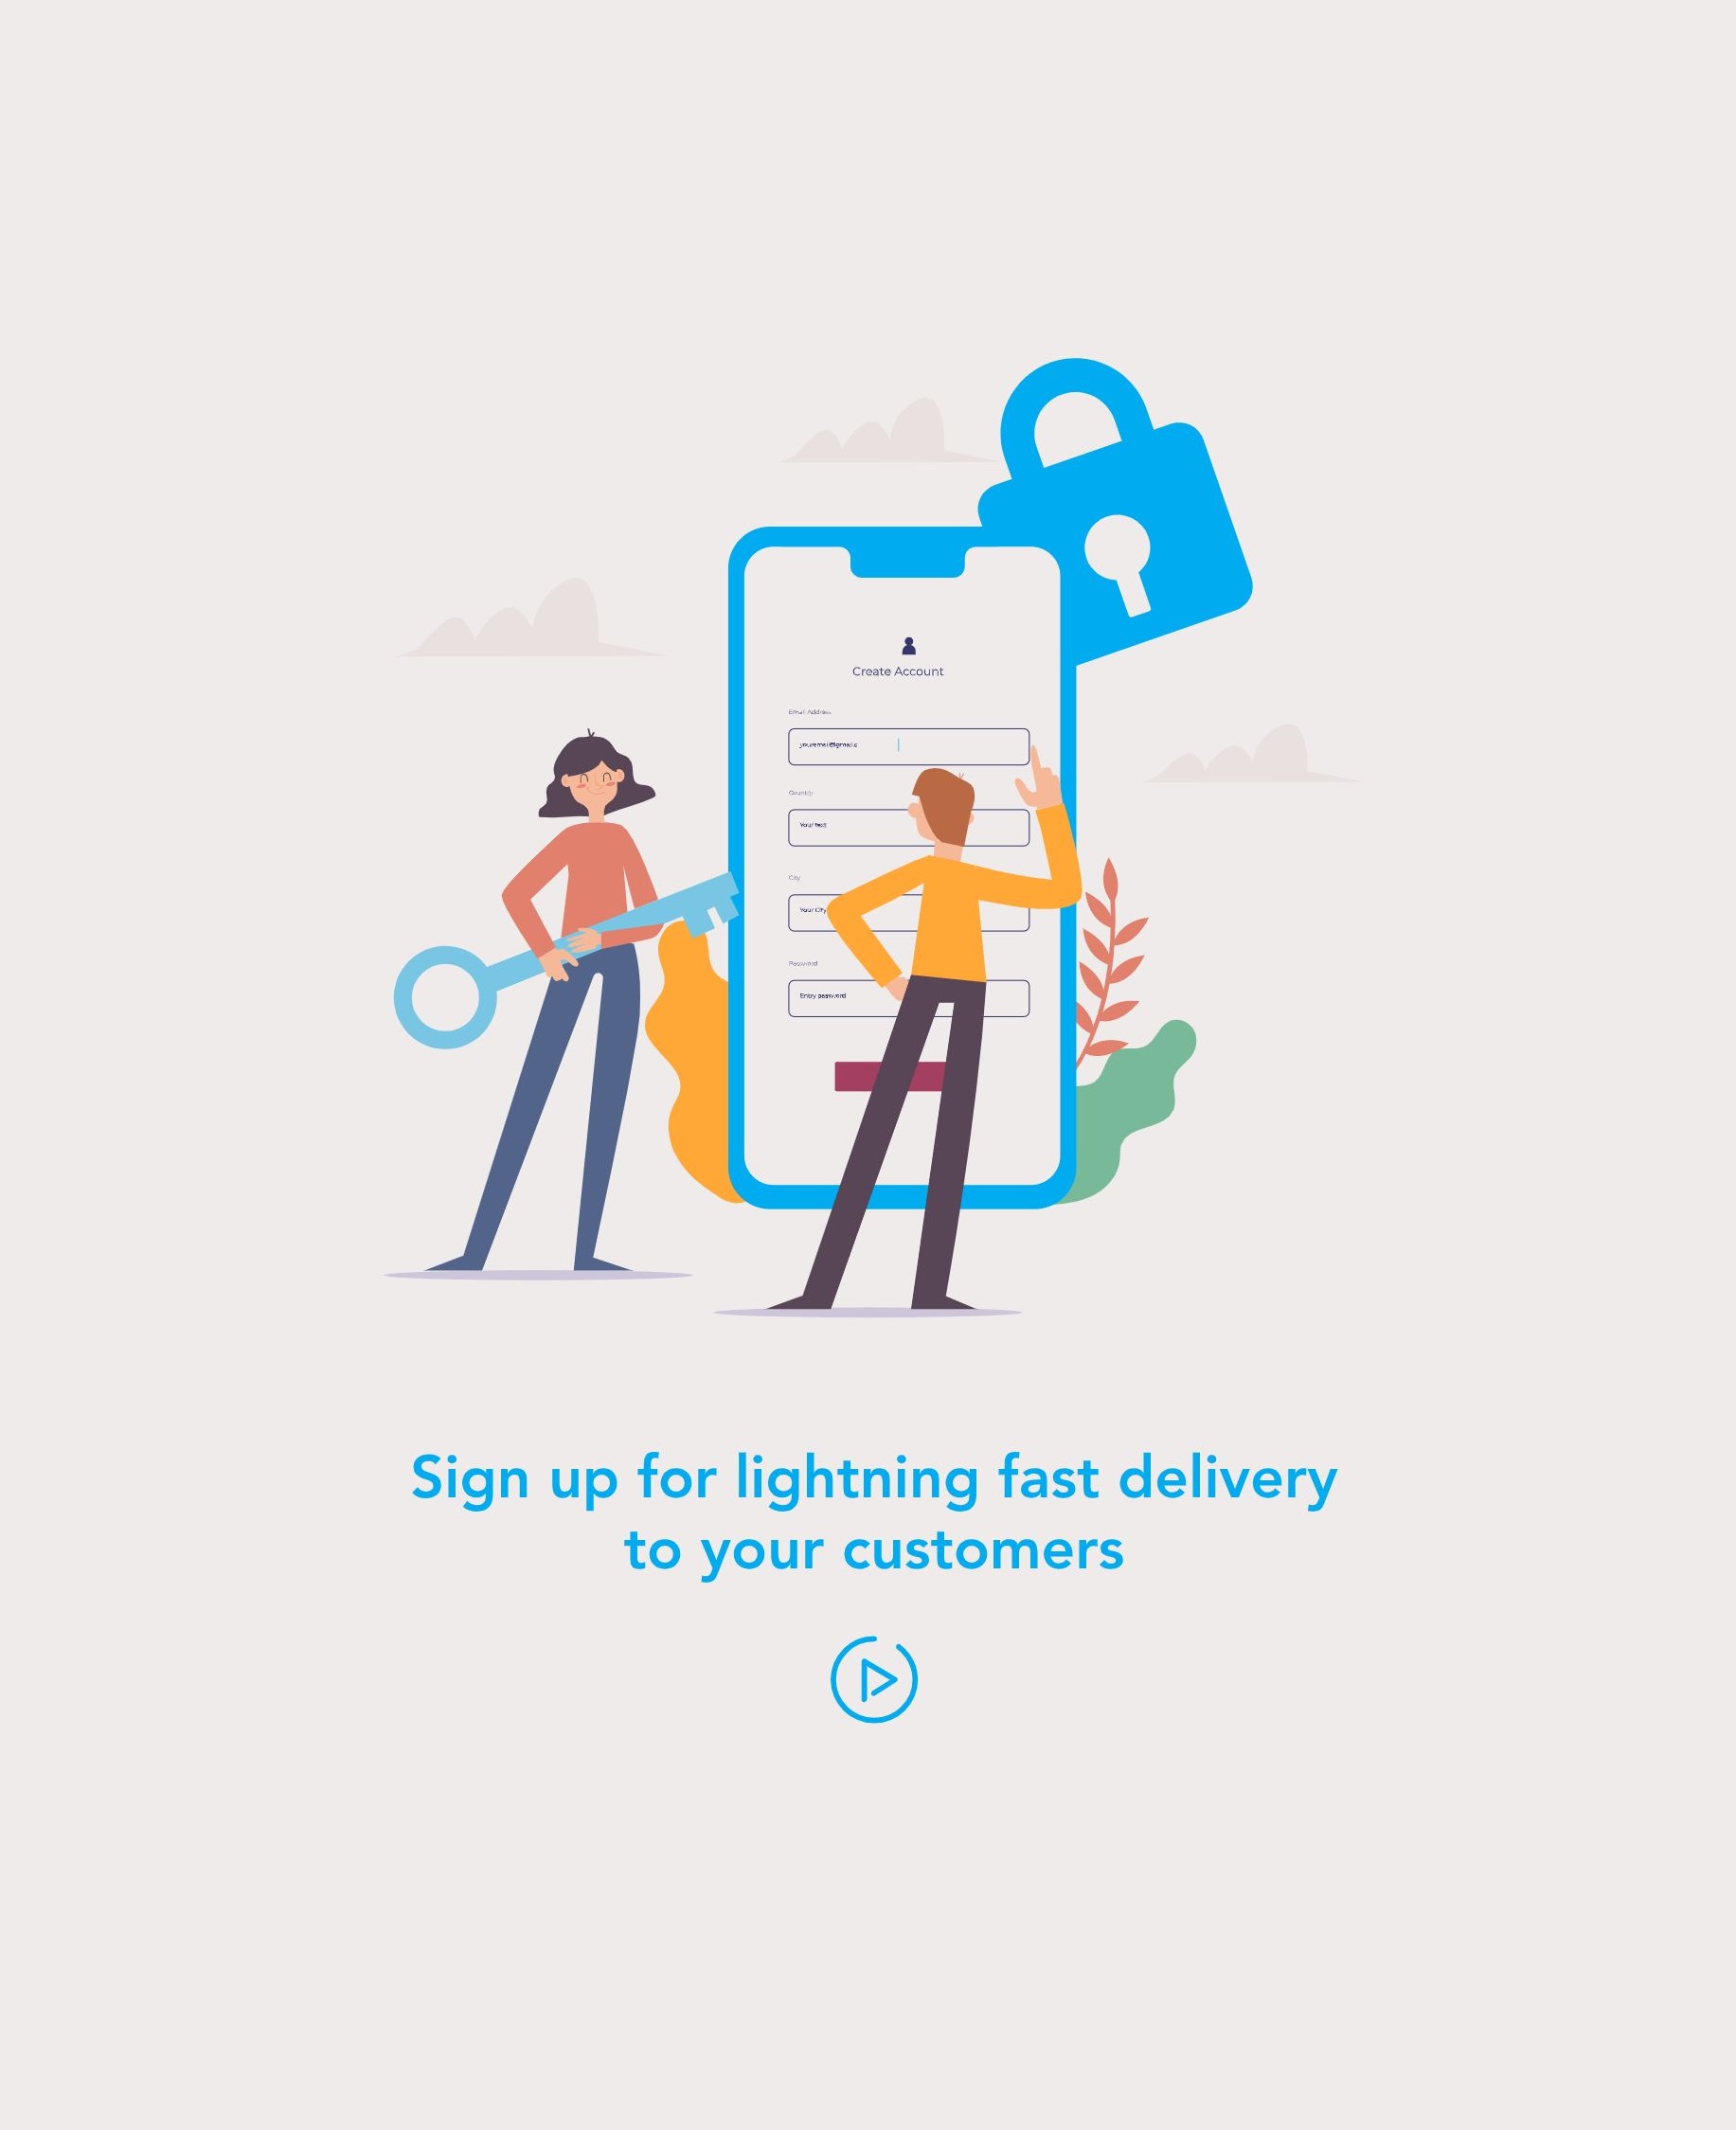 Create Account
Email Address
youremail@gmail.c
Country
Your text
City
Your City
Password
Entry password
Sign up for lightning fast delivery
to your customers